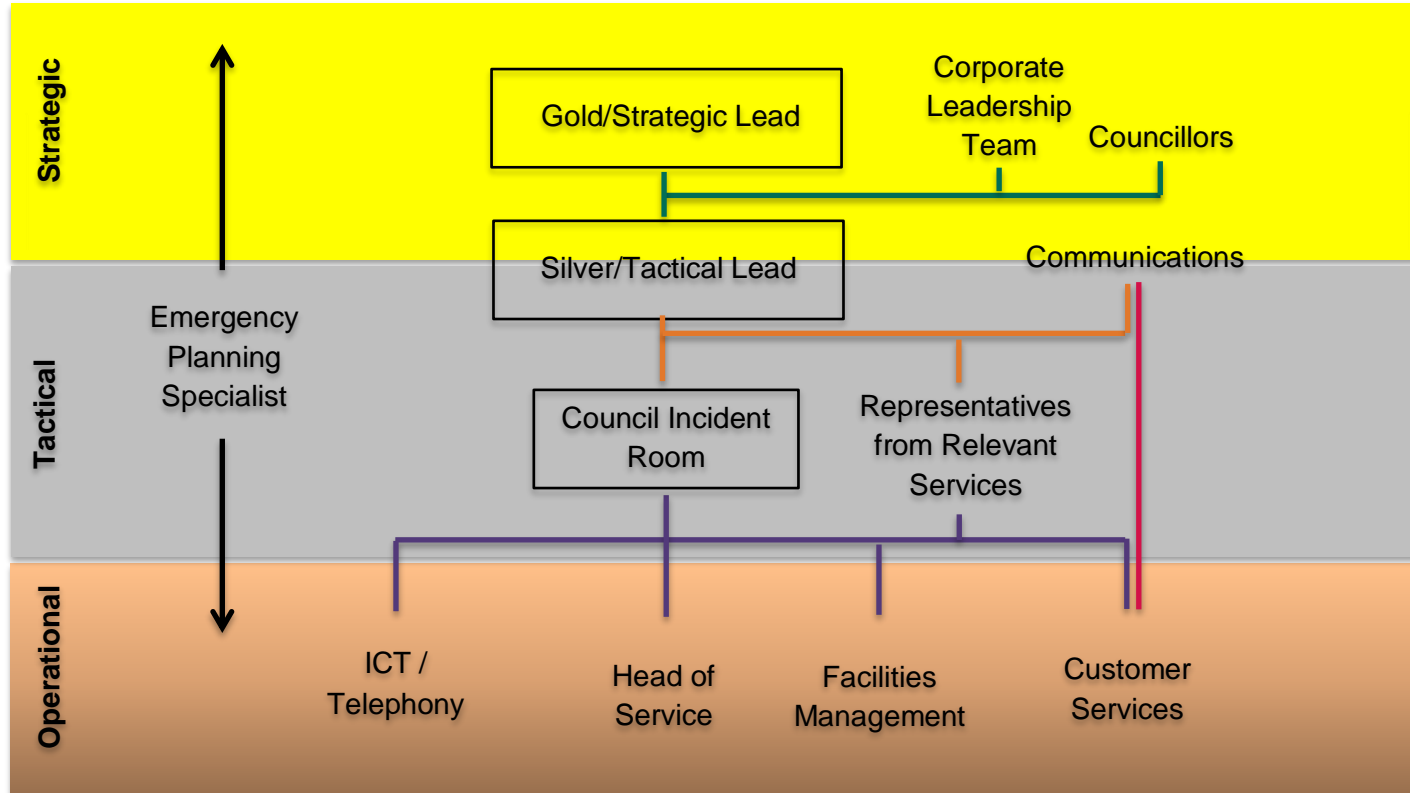 Strategic
Gold/Strategic Lead
Corporate
Leadership
Team
Councillors
Silver/Tactical Lead
Communications
Tactical
Emergency
Planning
Specialist
Council Incident
Room
Representatives
from Relevant
Services
Operational
ICT /
Telephony
Head of
Service
Facilities
Management
Customer
Services